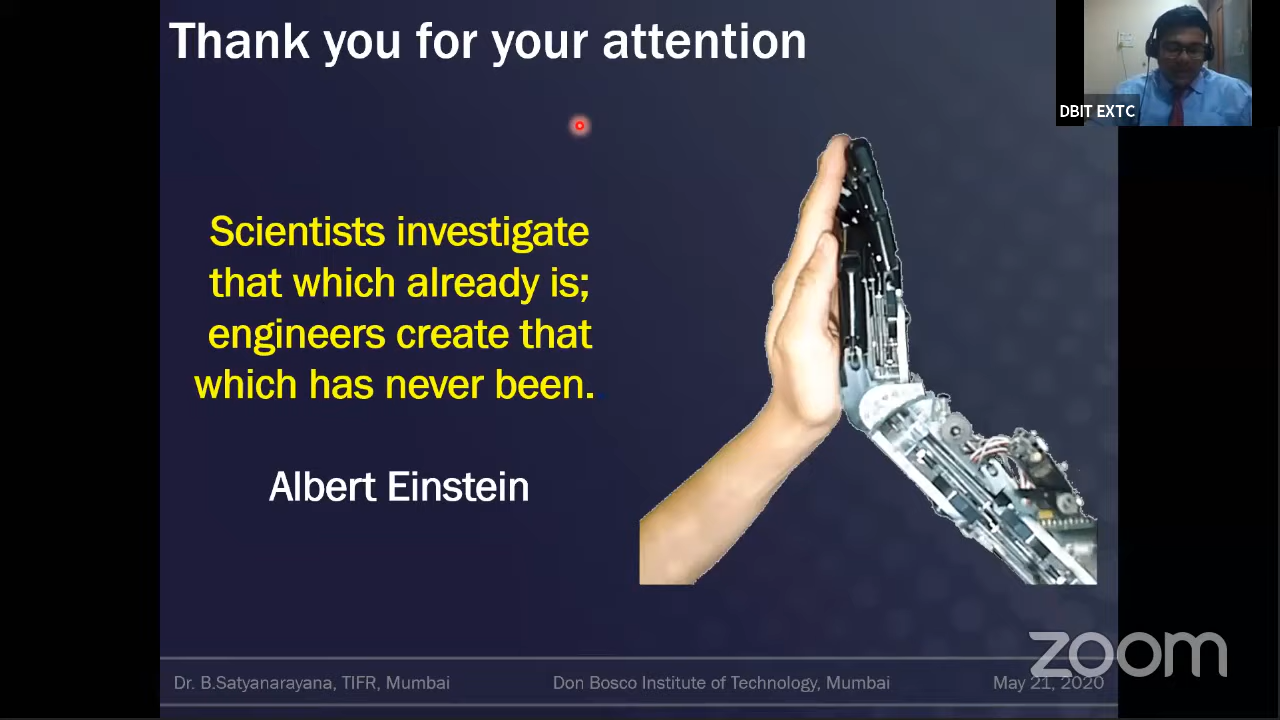 Thank you for your attention
DBIT EXTC
Scientists investigate
that which already is;
engineers create that
which has never been.
Albert Einstein
zoom
Dr. B.Satyanarayana, TIFR, Mumbai
Don Bosco Institute of Technology, Mumbai
May 21, 2020